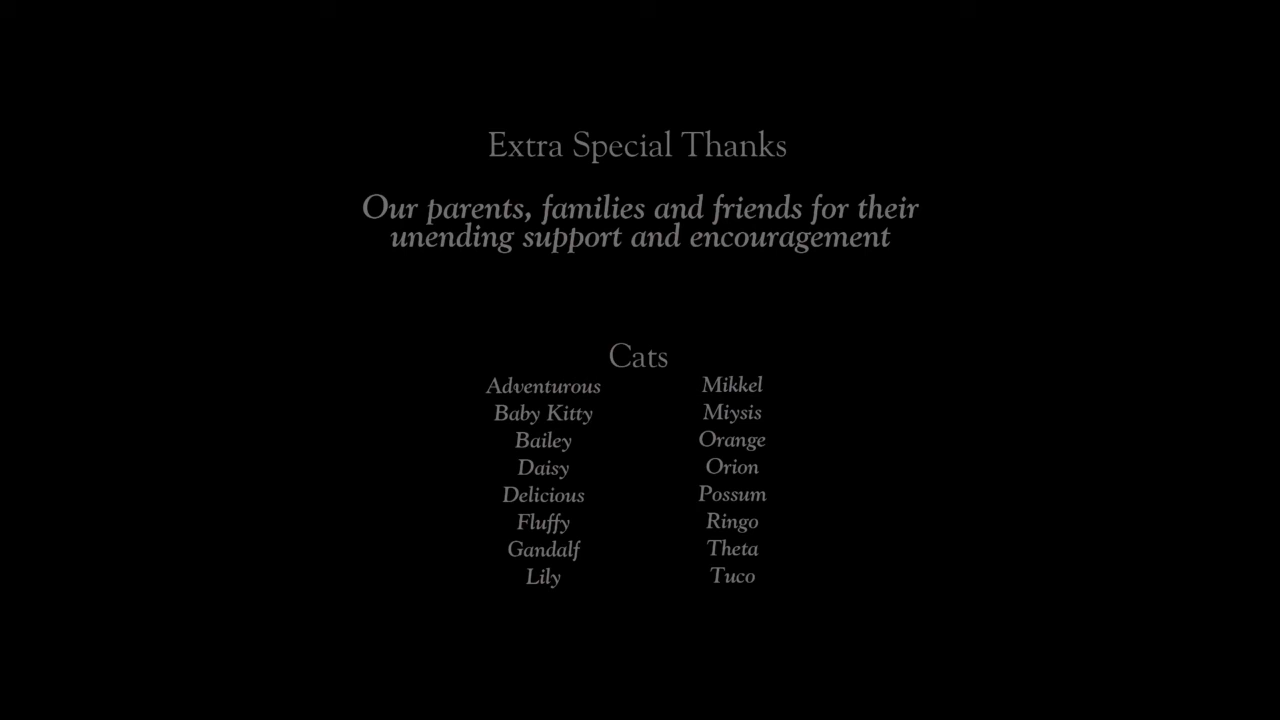 Extra Special Thanks
Our parents, families and friends for their
unending support and encouragement
Cats
Adventurous
Baby Kitty
Bailey
Daisy
Delicious
Fluffy
Gandalf
Lily
Mikkel
Miysis
Orange
Orion
Possum
Ringo
Theta
Tuco